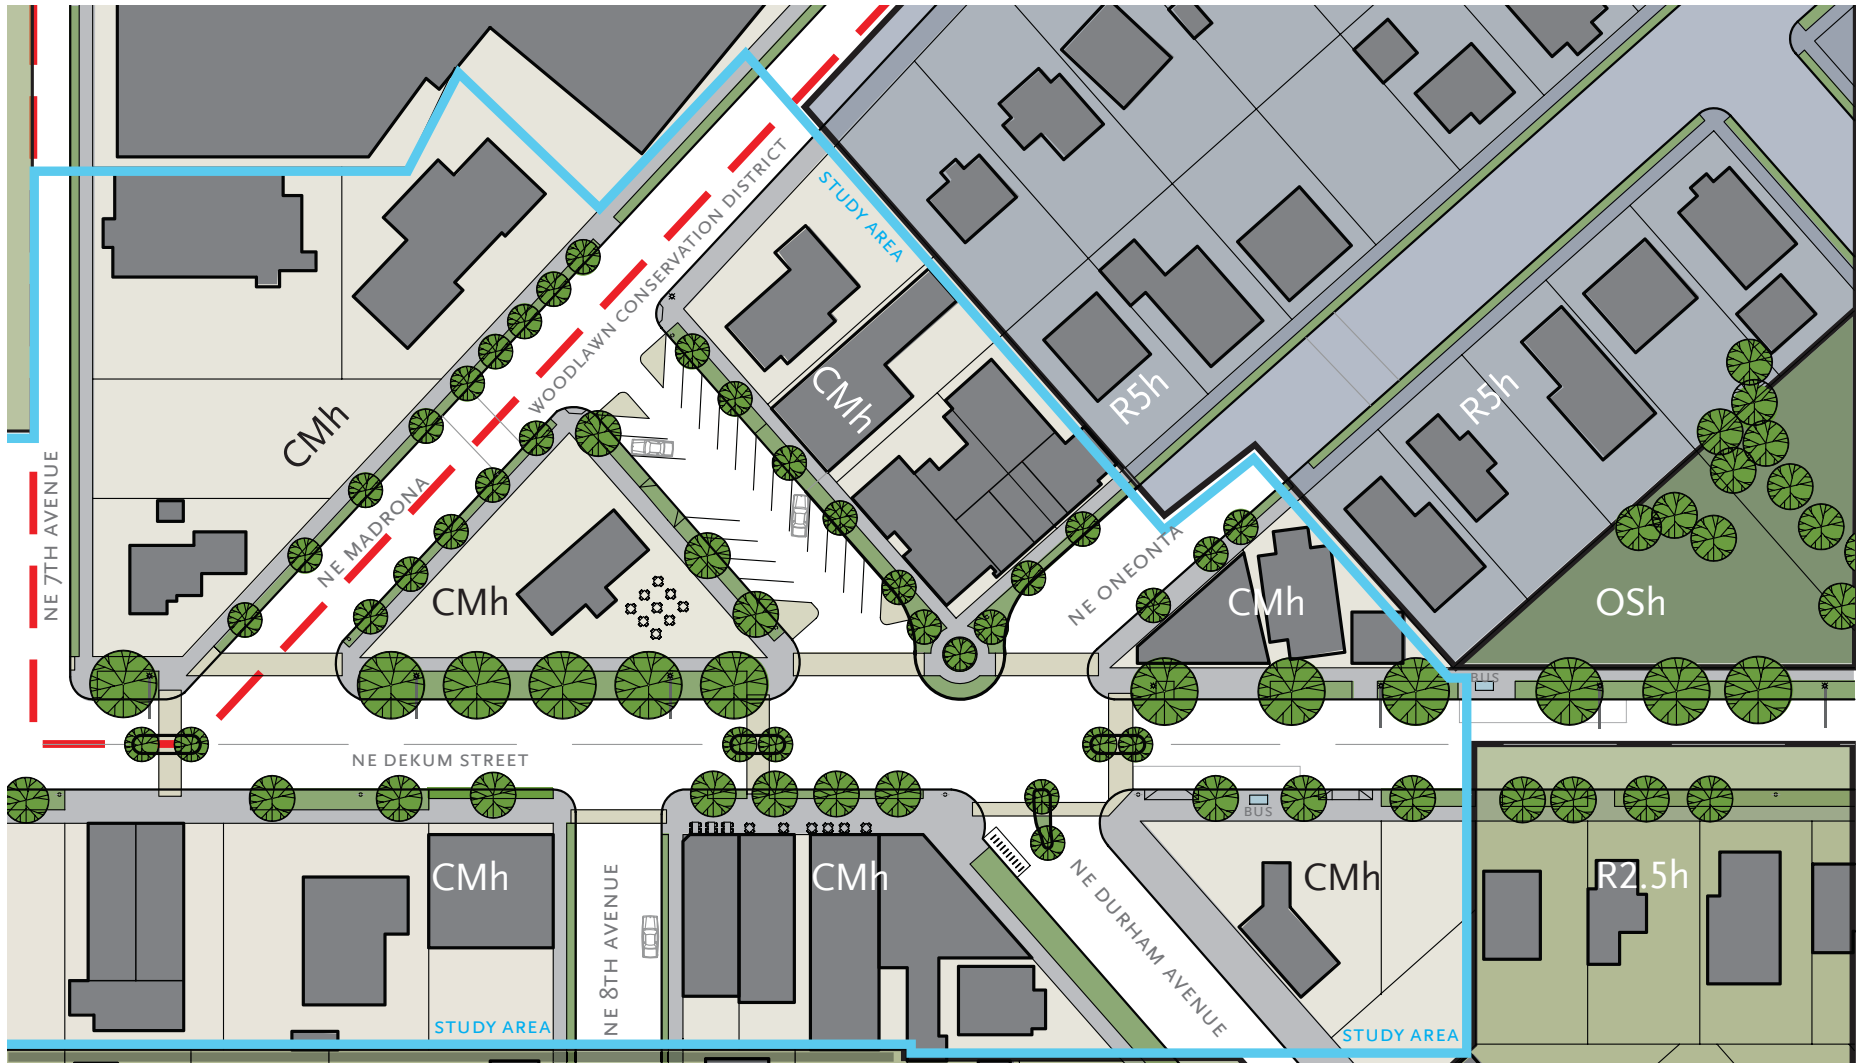 WOODLAWN CONSERVATION DISTRICT
STUDY AREA
CMh
CMh
R5h
R5h
NE 7TH AVENUE
NE MADRONA
CMh
NE ONEONTA
CMh
OSh
BUS
NE DEKUM STREET
BUS
CMh
CMh
CMh
R2.5h
NE 8TH AVENUE
NE DURHAM AVENUE
STUDY AREA
STUDY AREA